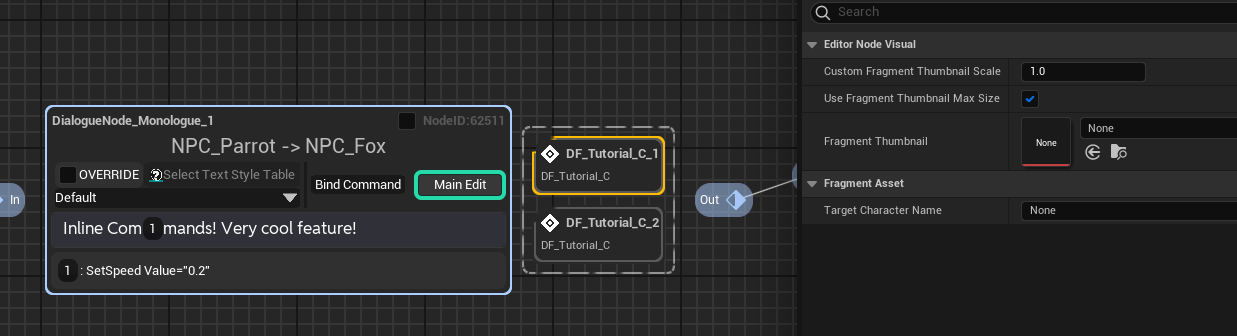 In
DialogueNode_Monologue_1
NodeID:62511
NPC_Parrot -> NPC_Fox
OVERRIDE
?Select Text Style Table
Default
Bind Command
Main Edit
Inline Com 1 mands! Very cool feature!
1 : SetSpeed Value="0.2"
DF_Tutorial_C_1
DF_Tutorial_C
DF_Tutorial_C_2
DF_Tutorial_C
Out
Search
Editor Node Visual
Custom Fragment Thumbnail Scale
1.0
Use Fragment Thumbnail Max Size
Fragment Thumbnail
None
None
Fragment Asset
Target Character Name
None